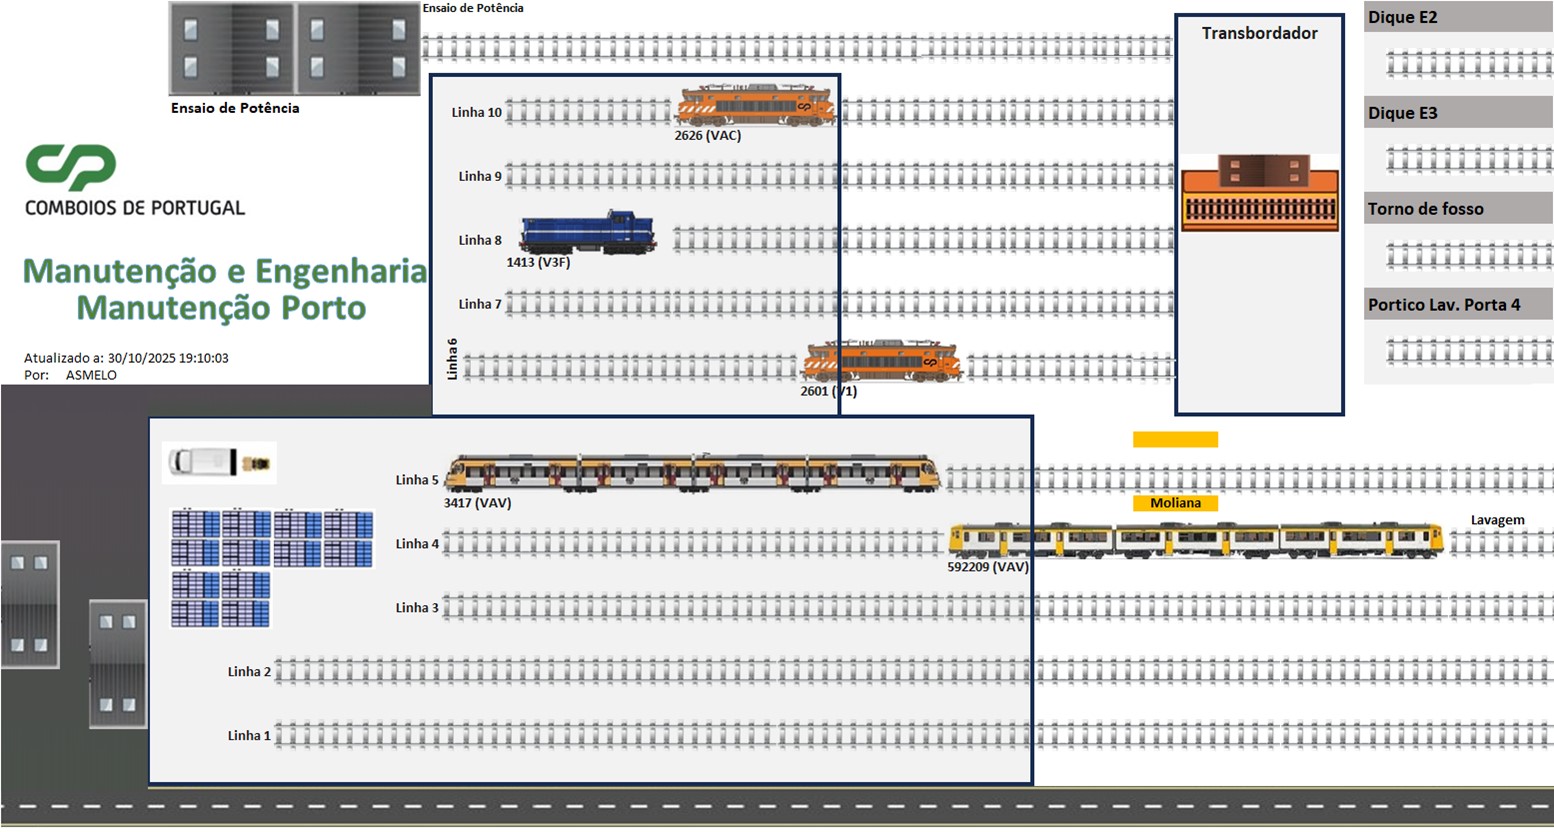 Ensaio de Potência
Ensaio de Potência
CP
COMBOIOS DE PORTUGAL
Manutenção e Engenharia
Manutenção Porto
Atualizado a: 30/10/2025 19:10:03
Por: ASMELO
Linha 10
2626 (VAC)
Linha 9
Linha 8
1413 (V3F)
Linha 7
Linha 6
2601 (V1)
Transbordador
Dique E2
Dique E3
Torno de fosso
Portico Lav. Porta 4
Linha 5
3417 (VAV)
Moliana
Linha 4
592209 (VAV)
Lavagem
Linha 3
Linha 2
Linha 1